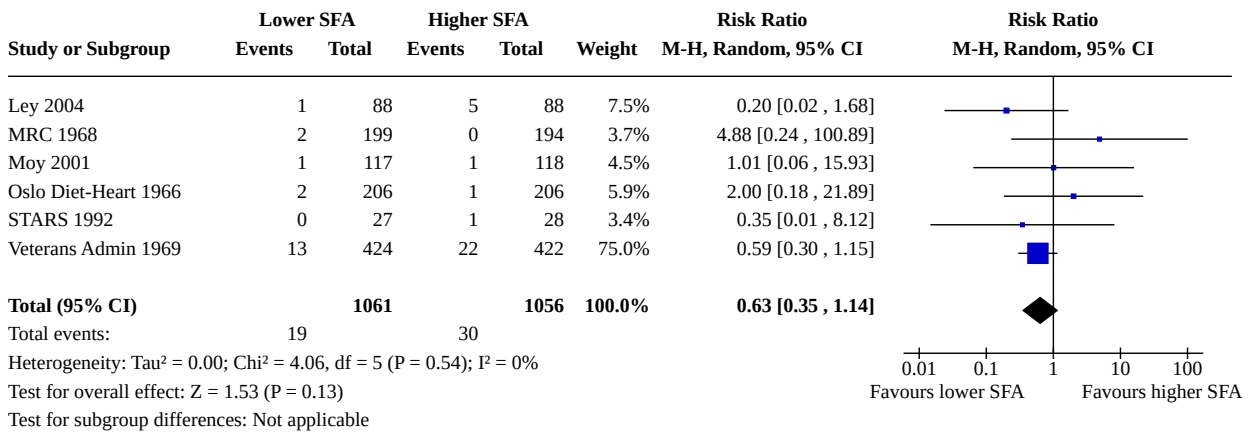 Lower SFA Higher SFA Risk Ratio Risk Ratio
Study or Subgroup Events Total Events Total Weight M-H, Random, 95% CI M-H, Random, 95% CI
Ley 2004 1 88 5 88 7.5% 0.20 [0.02 , 1.68]
MRC 1968 2 199 0 194 3.7% 4.88 [0.24 , 100.89]
Moy 2001 1 117 1 118 4.5% 1.01 [0.06 , 15.93]
Oslo Diet-Heart 1966 2 206 1 206 5.9% 2.00 [0.18 , 21.89]
STARS 1992 0 27 1 28 3.4% 0.35 [0.01 , 8.12]
Veterans Admin 1969 13 424 22 422 75.0% 0.59 [0.30 , 1.15]
Total (95% CI) 1061 1056 100.0% 0.63 [0.35 , 1.14]
Total events: 19 30
Heterogeneity: Tau² = 0.00; Chi² = 4.06, df = 5 (P = 0.54); I² = 0%
0.01 0.1 1 10 100
Test for overall effect: Z = 1.53 (P = 0.13)
Favours lower SFA Favours higher SFA
Test for subgroup differences: Not applicable